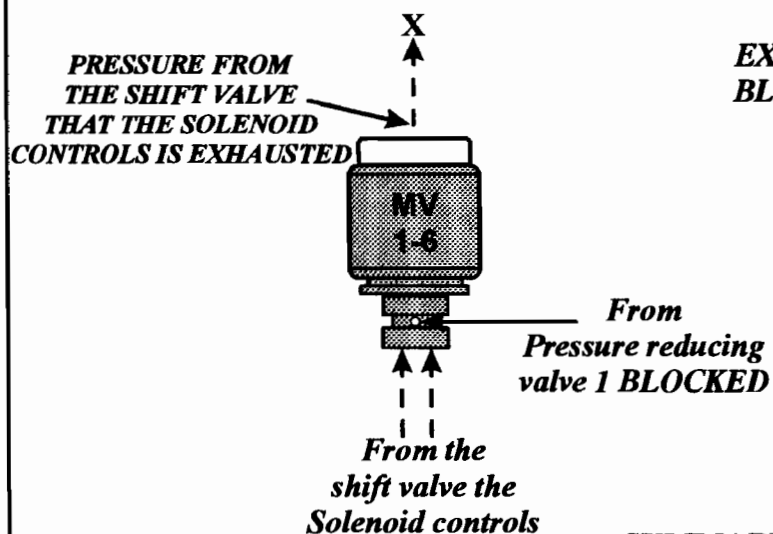 X
PRESSURE FROM
THE SHIFT VALVE
THAT THE SOLENOID
CONTROLS IS EXHAUSTED
EX
BL
MV
1-6
From
Pressure reducing
valve 1 BLOCKED
From the
shift valve the
Solenoid controls